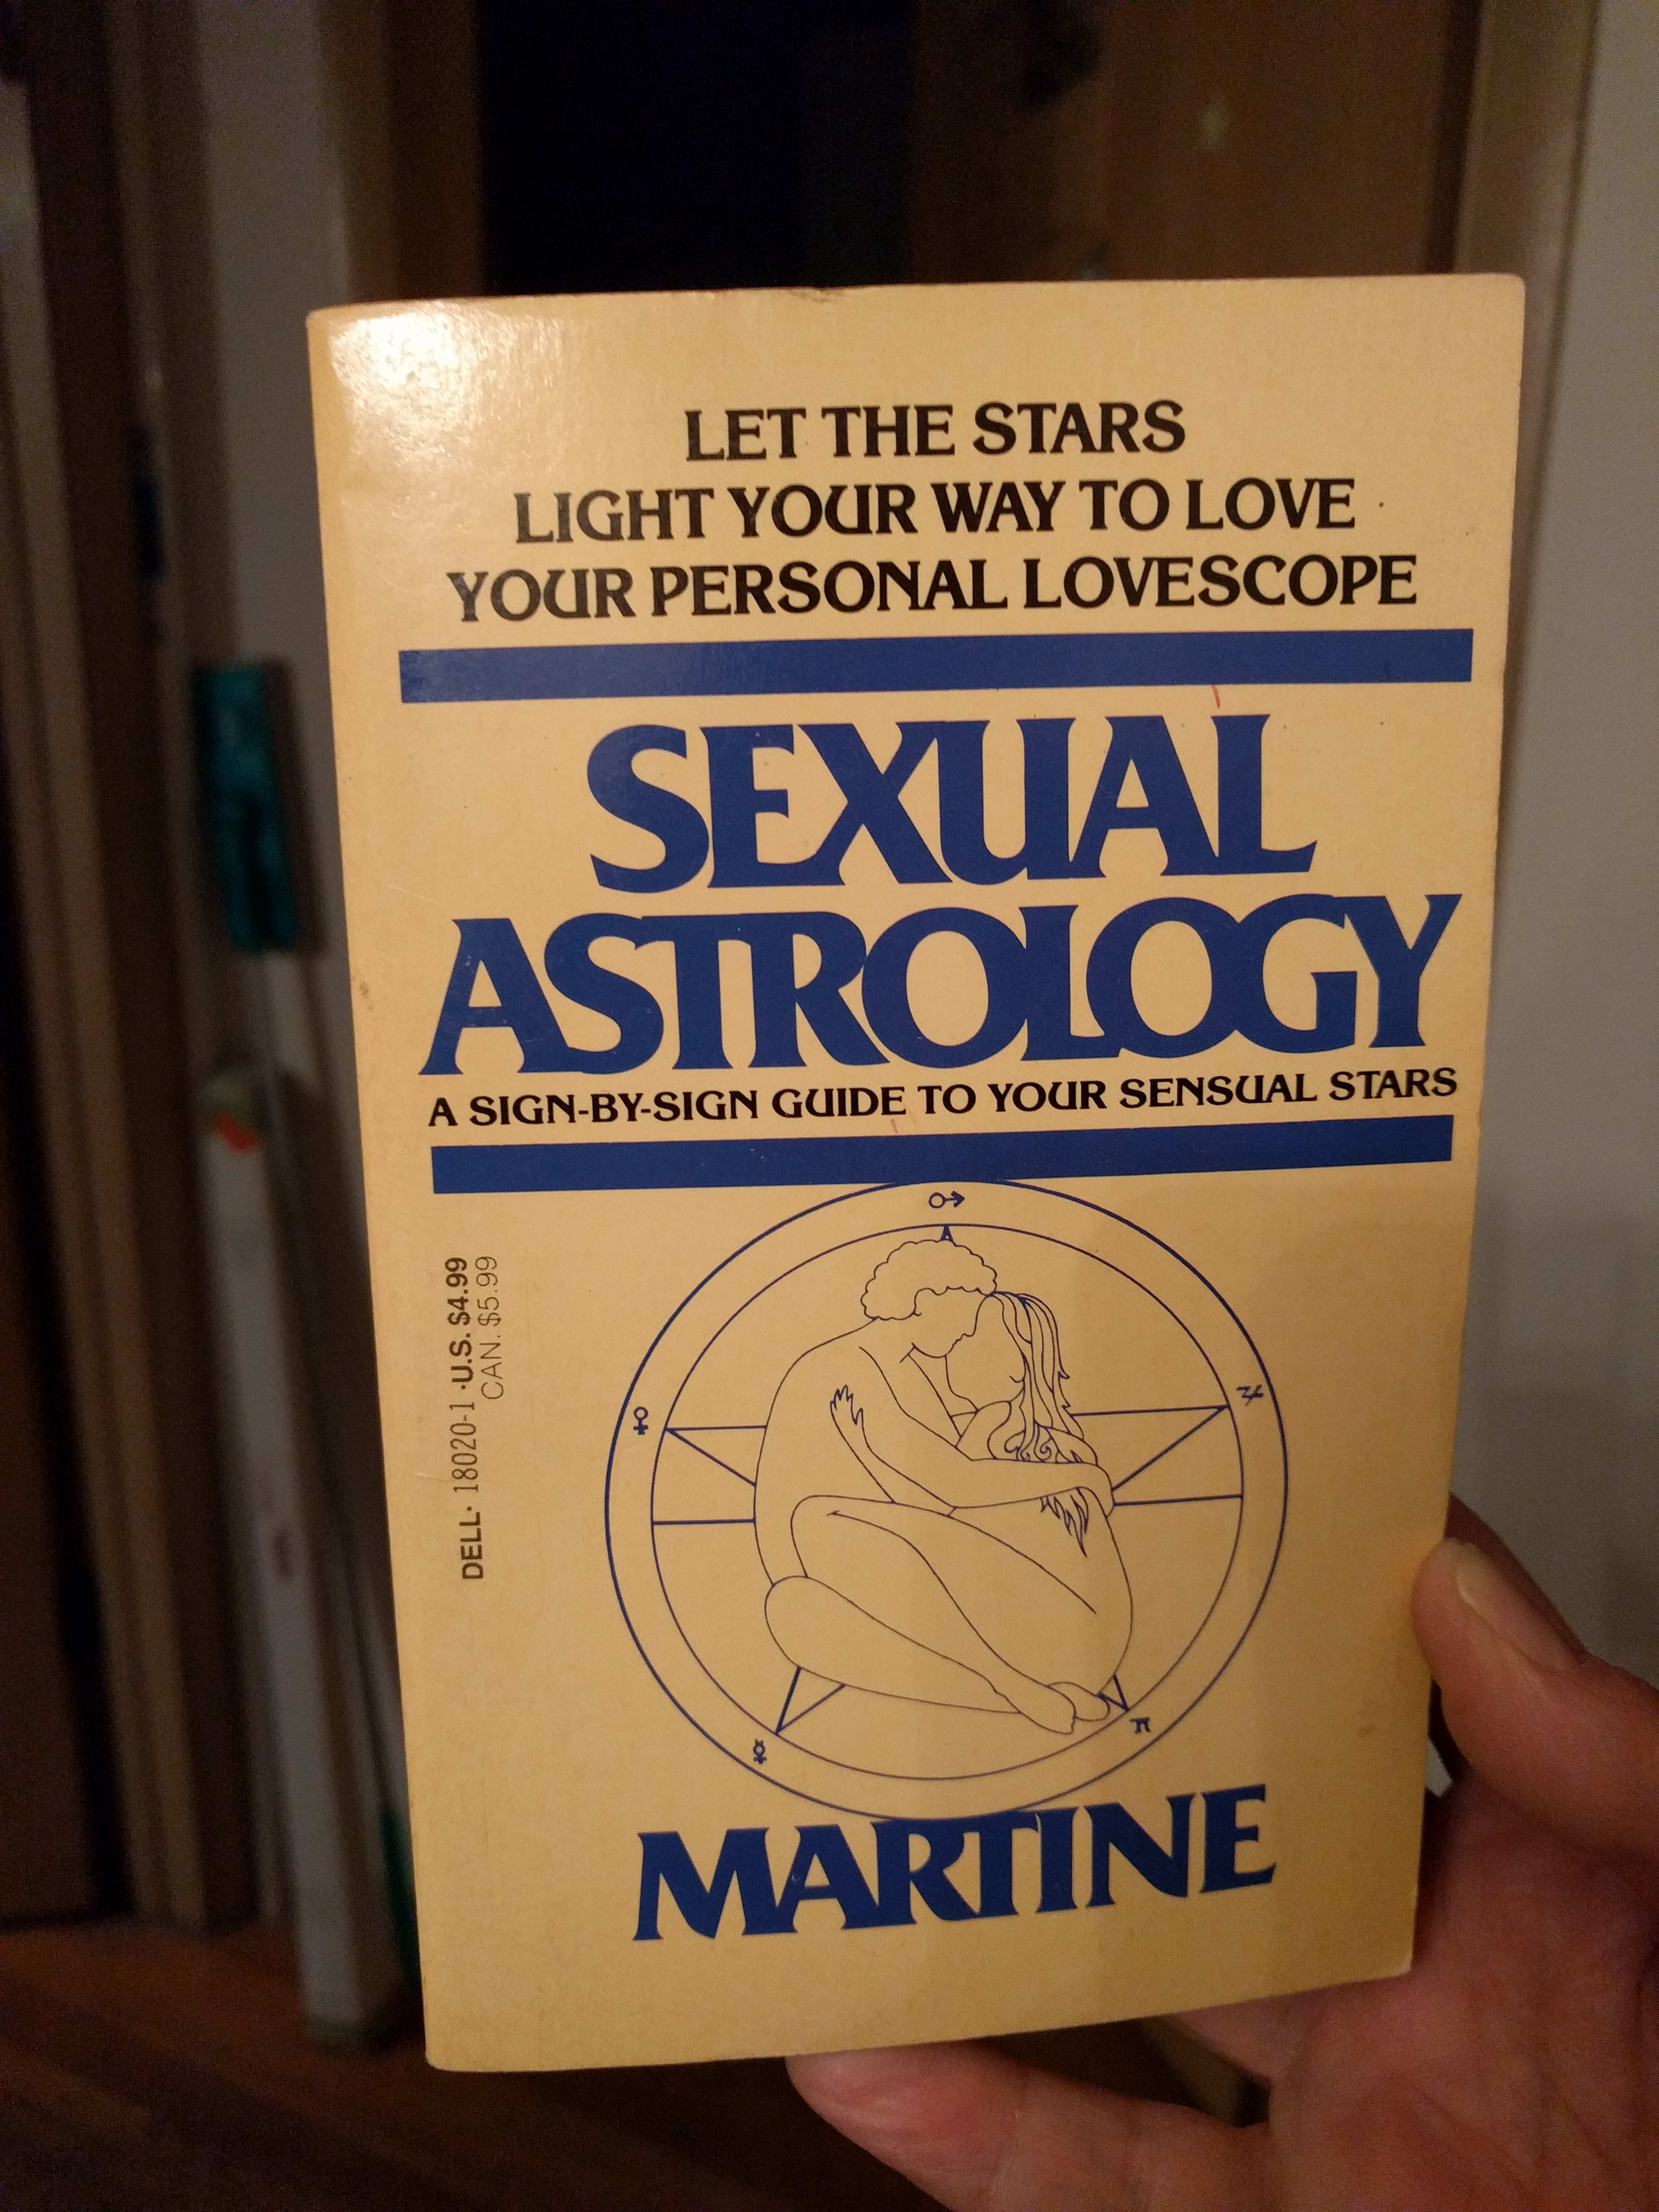 LET THE STARS
LIGHT YOUR WAY TO LOVE
YOUR PERSONAL LOVESCOPE
SEXUAL
ASTROLOGY
A SIGN-BY-SIGN GUIDE TO YOUR SENSUAL STARS
DELL · 18020-1 · U.S. $4.99
CAN. $5.99
MARTINE